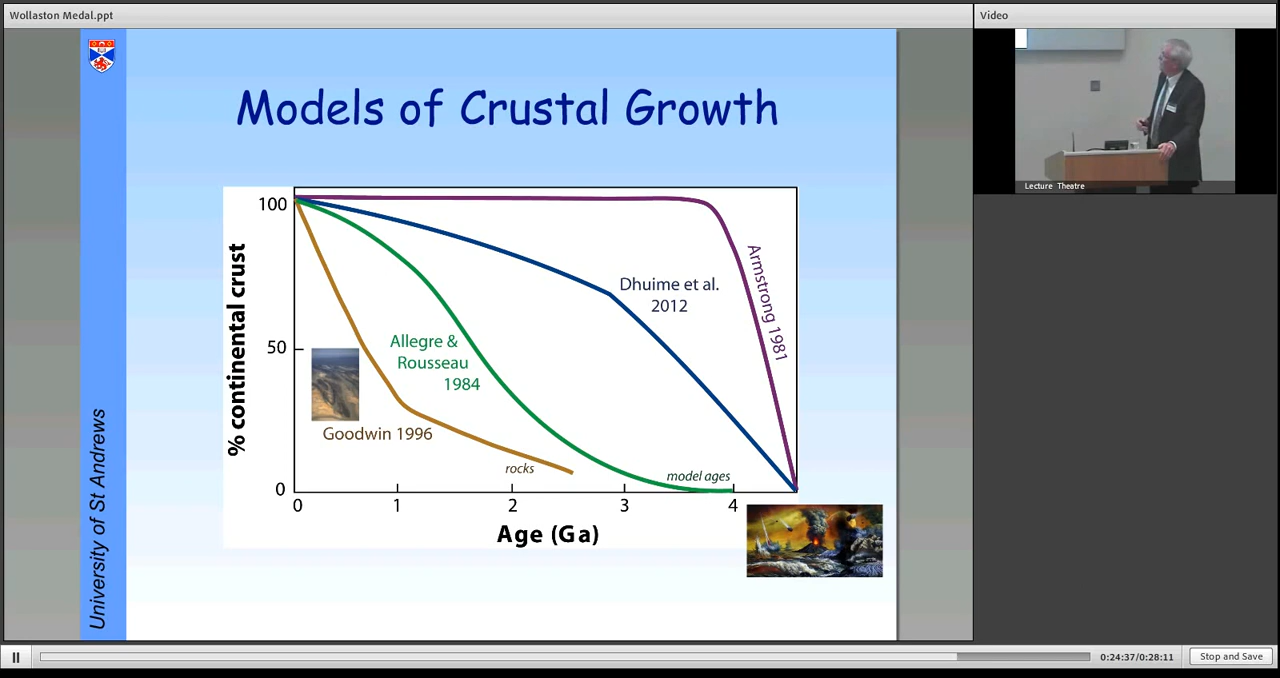 Wollaston Medal.ppt
Video
University of St Andrews
Models of Crustal Growth
% continental crust
100
50
0
Armstrong 1981
Dhuime et al.
2012
Allegre &
Rousseau
1984
Goodwin 1996
rocks
model ages
0 1 2 3 4
Age (Ga)
Lecture Theatre
0:24:37/0:28:11
Stop and Save